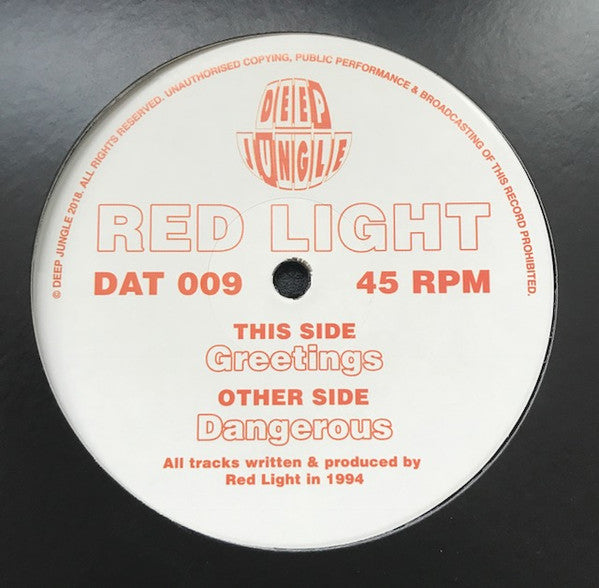 © DEEP JUNGLE 2018. ALL RIGHTS RESERVED. UNAUTHORISED COPYING, PUBLIC PERFORMANCE & BROADCASTING OF THIS RECORD PROHIBITED.
DEEP
JUNGLE
RED LIGHT
DAT 009
45 RPM
THIS SIDE
Greetings
OTHER SIDE
Dangerous
All tracks written & produced by
Red Light in 1994